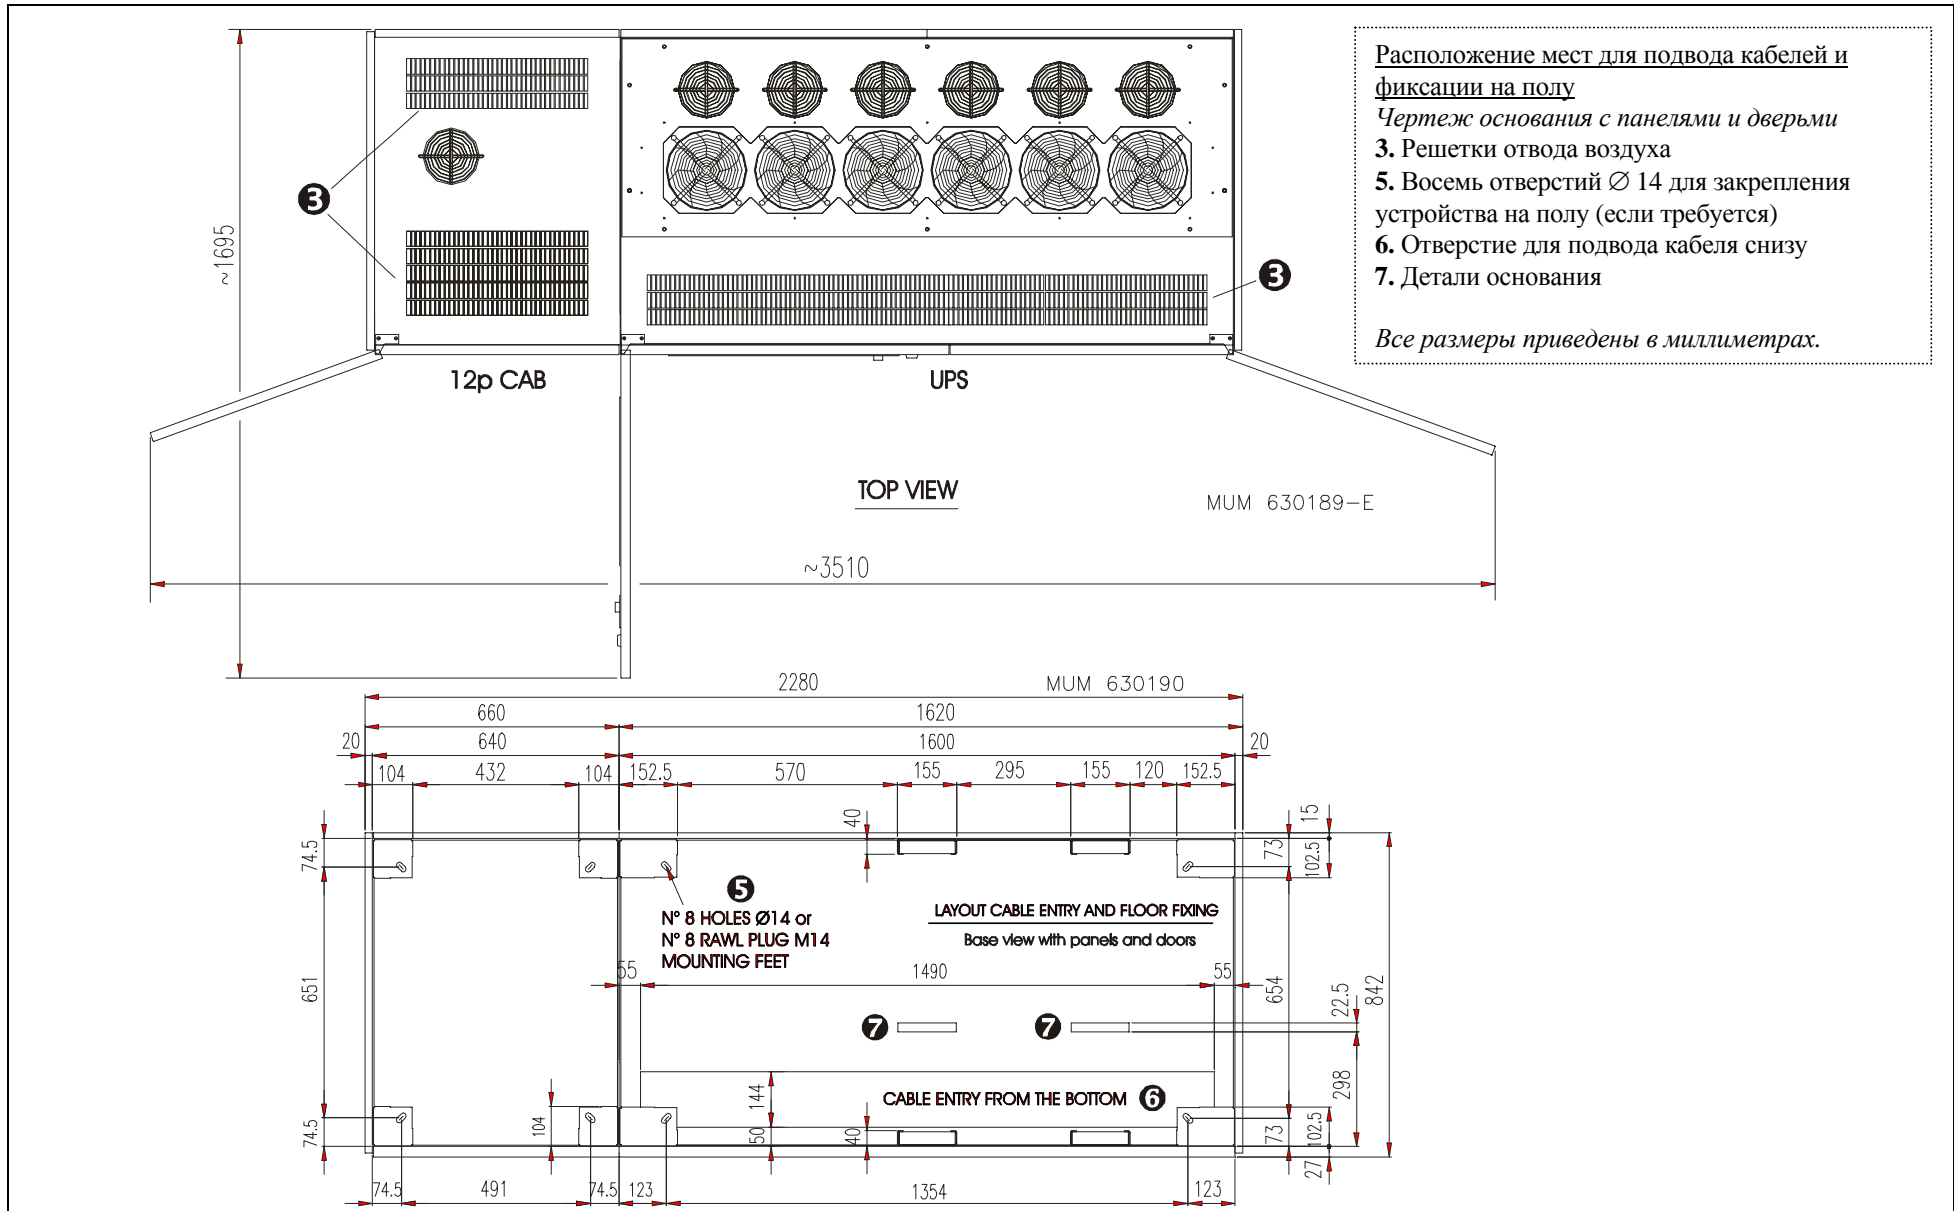 Расположение мест для подвода кабелей и
фиксации на полу
Чертеж основания с панелями и дверьми
3. Решетки отвода воздуха
5. Восемь отверстий ∅ 14 для закрепления
устройства на полу (если требуется)
6. Отверстие для подвода кабеля снизу
7. Детали основания
Все размеры приведены в миллиметрах.
3
3
~1695
12p CAB
UPS
TOP VIEW
MUM 630189-E
~3510
2280
MUM 630190
660
1620
20
640
1600
20
104
432
104
152.5
570
155
295
155
120
152.5
40
15
74.5
73
102.5
5
N° 8 HOLES Ø14 or
N° 8 RAWL PLUG M14
MOUNTING FEET
LAYOUT CABLE ENTRY AND FLOOR FIXING
Base view with panels and doors
55
1490
55
651
654
22.5
842
7
7
298
144
CABLE ENTRY FROM THE BOTTOM 6
104
74.5
50
40
73
102.5
27
74.5
491
74.5
123
1354
123